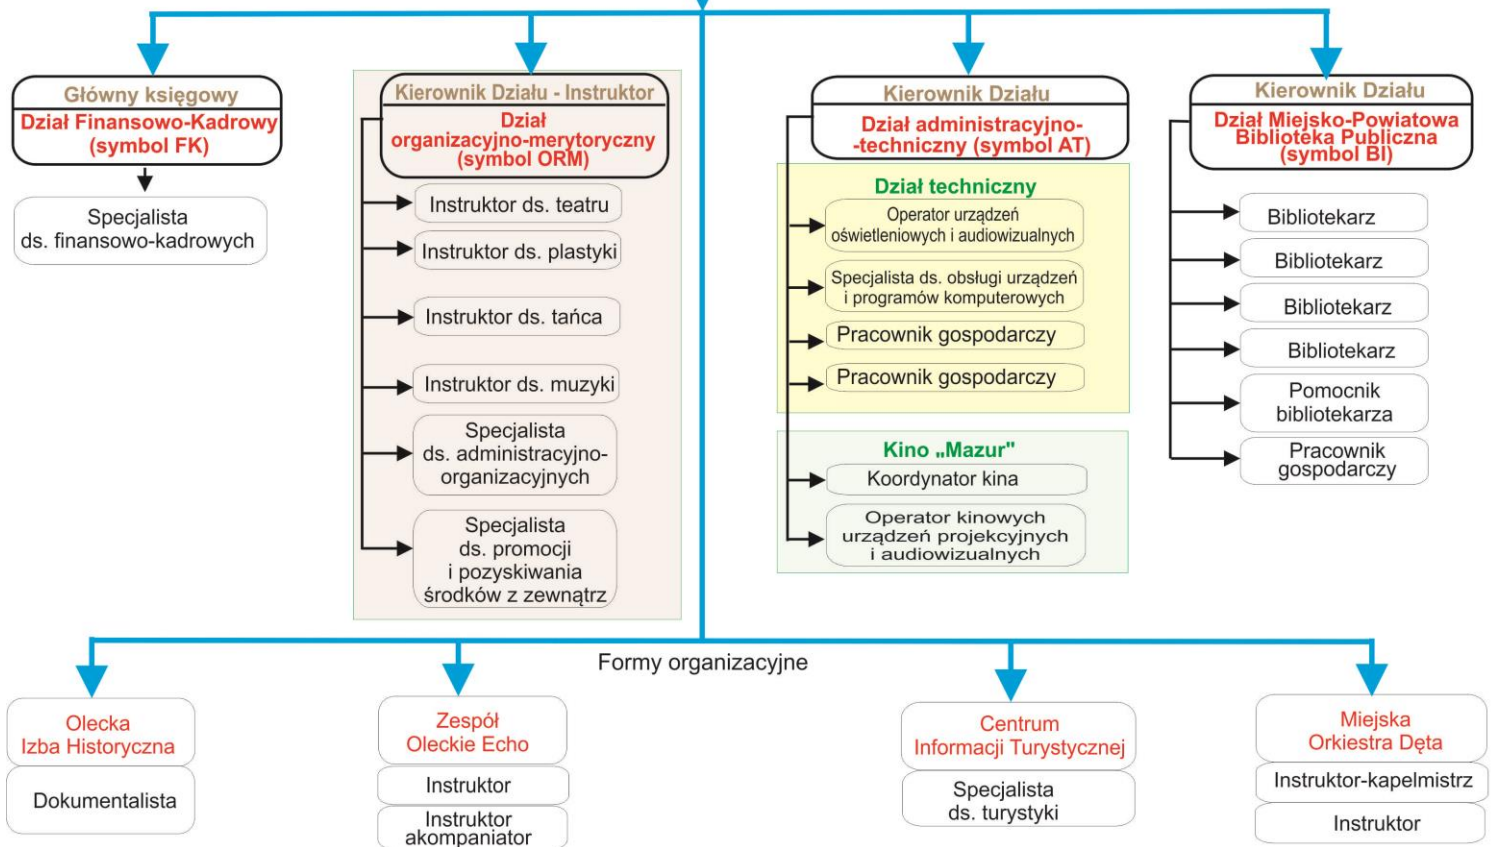 Główny księgowy
Dział Finansowo-Kadrowy
(symbol FK)
Specjalista
ds. finansowo-kadrowych
Kierownik Działu - Instruktor
Dział
organizacyjno-merytoryczny
(symbol ORM)
Instruktor ds. teatru
Instruktor ds. plastyki
Instruktor ds. tańca
Instruktor ds. muzyki
Specjalista
ds. administracyjno-
organizacyjnych
Specjalista
ds. promocji
i pozyskiwania
środków z zewnątrz
Kierownik Działu
Dział administracyjno-
-techniczny (symbol AT)
Dział techniczny
Operator urządzeń
oświetleniowych i audiowizualnych
Specjalista ds. obsługi urządzeń
i programów komputerowych
Pracownik gospodarczy
Pracownik gospodarczy
Kino „Mazur"
Koordynator kina
Operator kinowych
urządzeń projekcyjnych
i audiowizualnych
Kierownik Działu
Dział Miejsko-Powiatowa
Biblioteka Publiczna
(symbol BI)
Bibliotekarz
Bibliotekarz
Bibliotekarz
Bibliotekarz
Pomocnik
bibliotekarza
Pracownik
gospodarczy
Formy organizacyjne
Olecka
Izba Historyczna
Dokumentalista
Zespół
Oleckie Echo
Instruktor
Instruktor
akompaniator
Centrum
Informacji Turystycznej
Specjalista
ds. turystyki
Miejska
Orkiestra Dęta
Instruktor-kapelmistrz
Instruktor